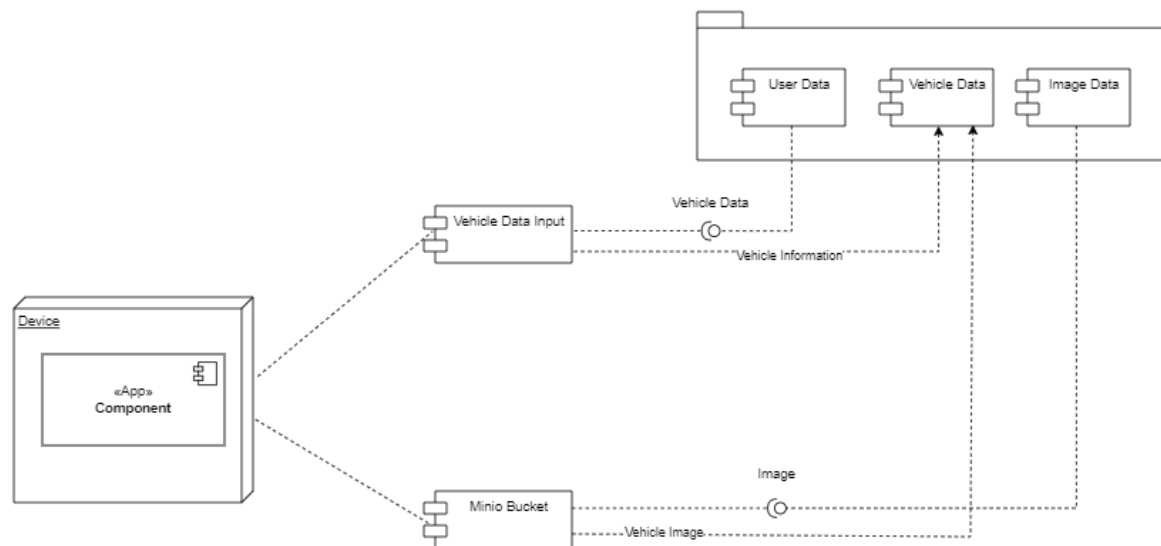 User Data
Vehicle Data
Image Data
Vehicle Data Input
Vehicle Data
Vehicle Information
Device
«App»
Component
Minio Bucket
Image
Vehicle Image